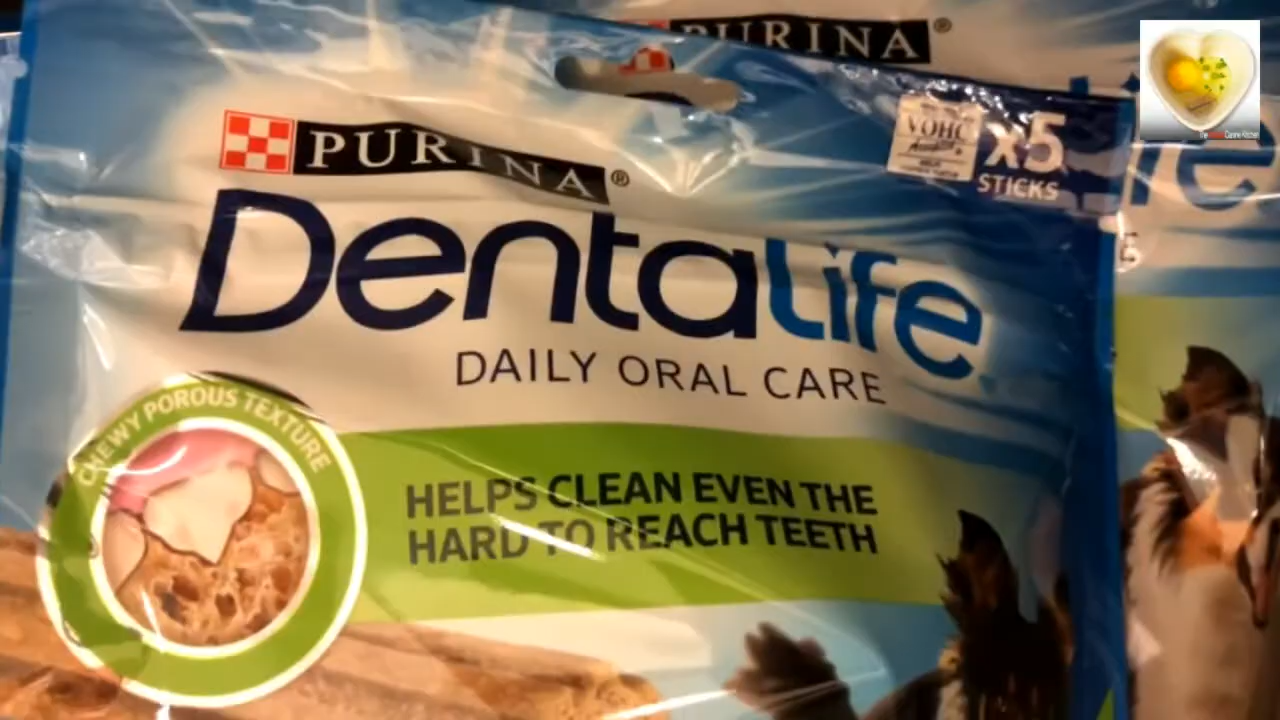 PURINA®
PURINA®
VOHC
x5
STICKS
DentaLife
DAILY ORAL CARE
CHEWY POROUS TEXTURE
HELPS CLEAN EVEN THE
HARD TO REACH TEETH
life